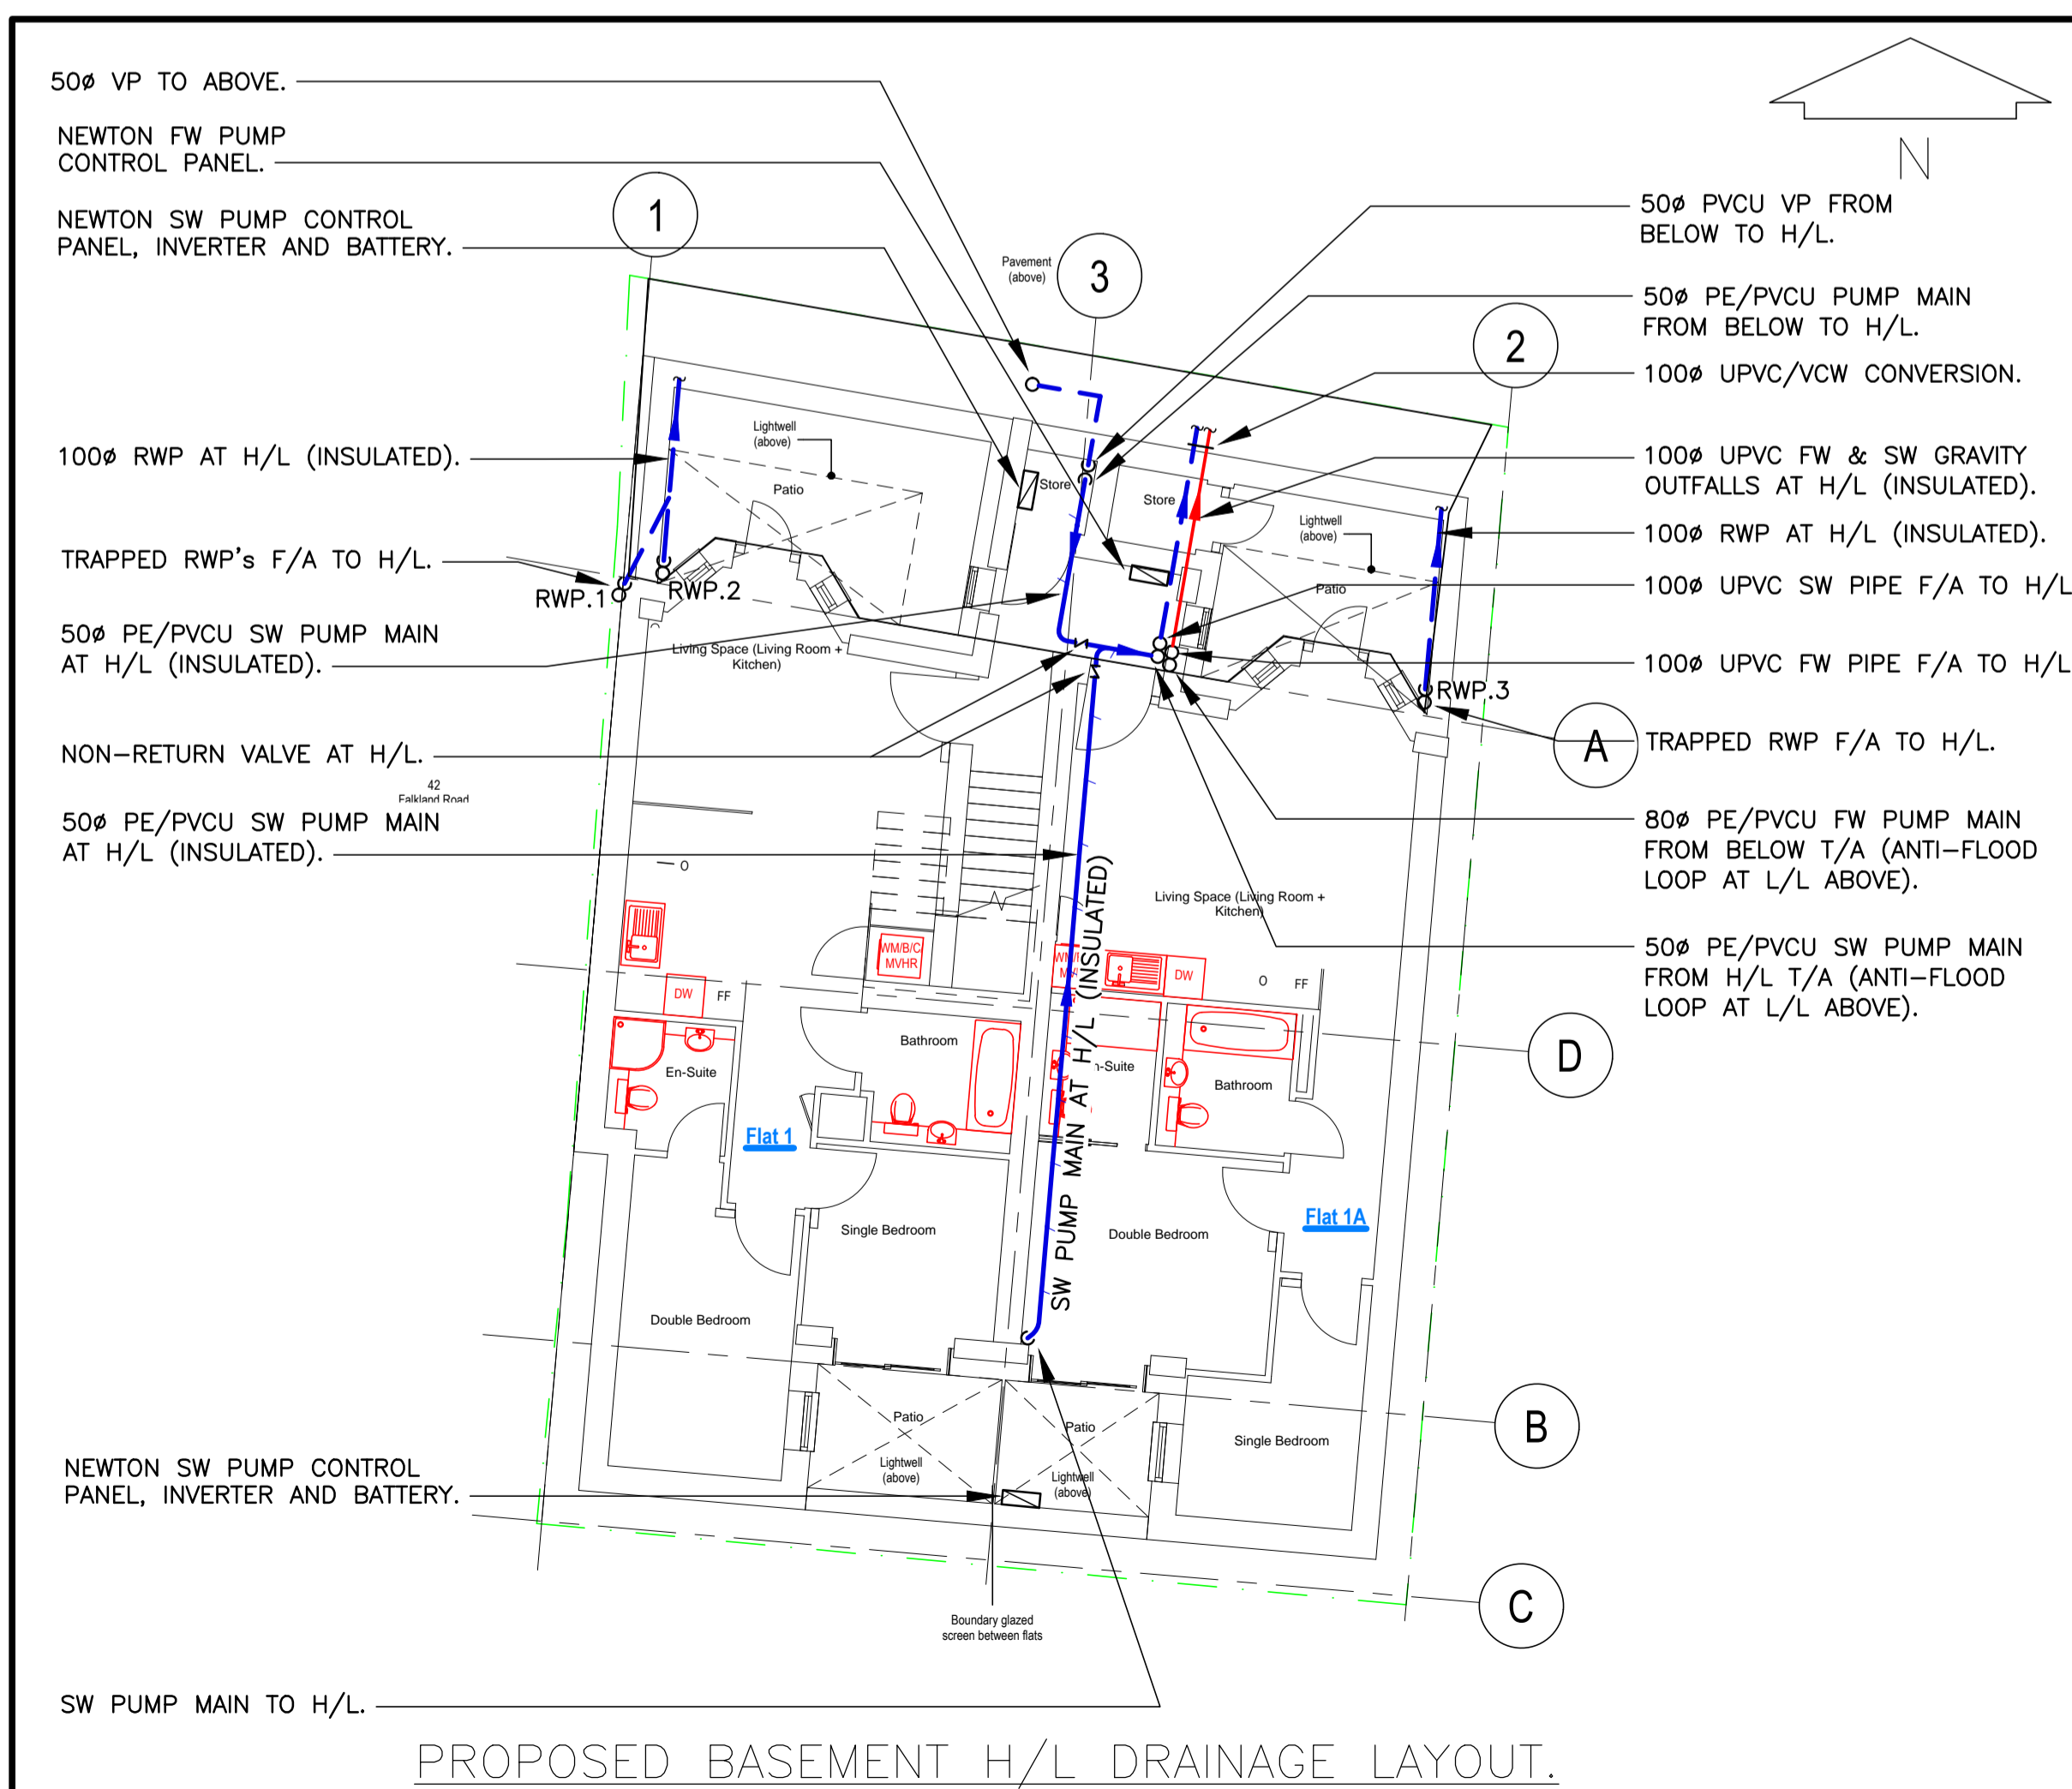 50ø VP TO ABOVE.
NEWTON FW PUMP
CONTROL PANEL.
NEWTON SW PUMP CONTROL
PANEL, INVERTER AND BATTERY.
100ø RWP AT H/L (INSULATED).
TRAPPED RWP's F/A TO H/L.
50ø PE/PVCU SW PUMP MAIN
AT H/L (INSULATED).
NON-RETURN VALVE AT H/L.
42
Falkland Road
50ø PE/PVCU SW PUMP MAIN
AT H/L (INSULATED).
NEWTON SW PUMP CONTROL
PANEL, INVERTER AND BATTERY.
SW PUMP MAIN TO H/L.
1
3
2
N
Pavement
(above)
Lightwell
(above)
Patio
Store
Store
Lightwell
(above)
Patio
RWP.1
RWP.2
RWP.3
Living Space (Living Room +
Kitchen)
Living Space (Living Room +
Kitchen)
O
WM/B/C
MVHR
DW
FF
DW
O
FF
En-Suite
Bathroom
n-Suite
Bathroom
Flat 1
Flat 1A
SW PUMP MAIN AT H/L (INSULATED)
Single Bedroom
Double Bedroom
Double Bedroom
Single Bedroom
Patio
Patio
Lightwell
(above)
Lightwell
(above)
Boundary glazed
screen between flats
50ø PVCU VP FROM
BELOW TO H/L.
50ø PE/PVCU PUMP MAIN
FROM BELOW TO H/L.
100ø UPVC/VCW CONVERSION.
100ø UPVC FW & SW GRAVITY
OUTFALLS AT H/L (INSULATED).
100ø RWP AT H/L (INSULATED).
100ø UPVC SW PIPE F/A TO H/L
100ø UPVC FW PIPE F/A TO H/L
A
TRAPPED RWP F/A TO H/L.
80ø PE/PVCU FW PUMP MAIN
FROM BELOW T/A (ANTI-FLOOD
LOOP AT L/L ABOVE).
50ø PE/PVCU SW PUMP MAIN
FROM H/L T/A (ANTI-FLOOD
LOOP AT L/L ABOVE).
D
B
C
PROPOSED BASEMENT H/L DRAINAGE LAYOUT.